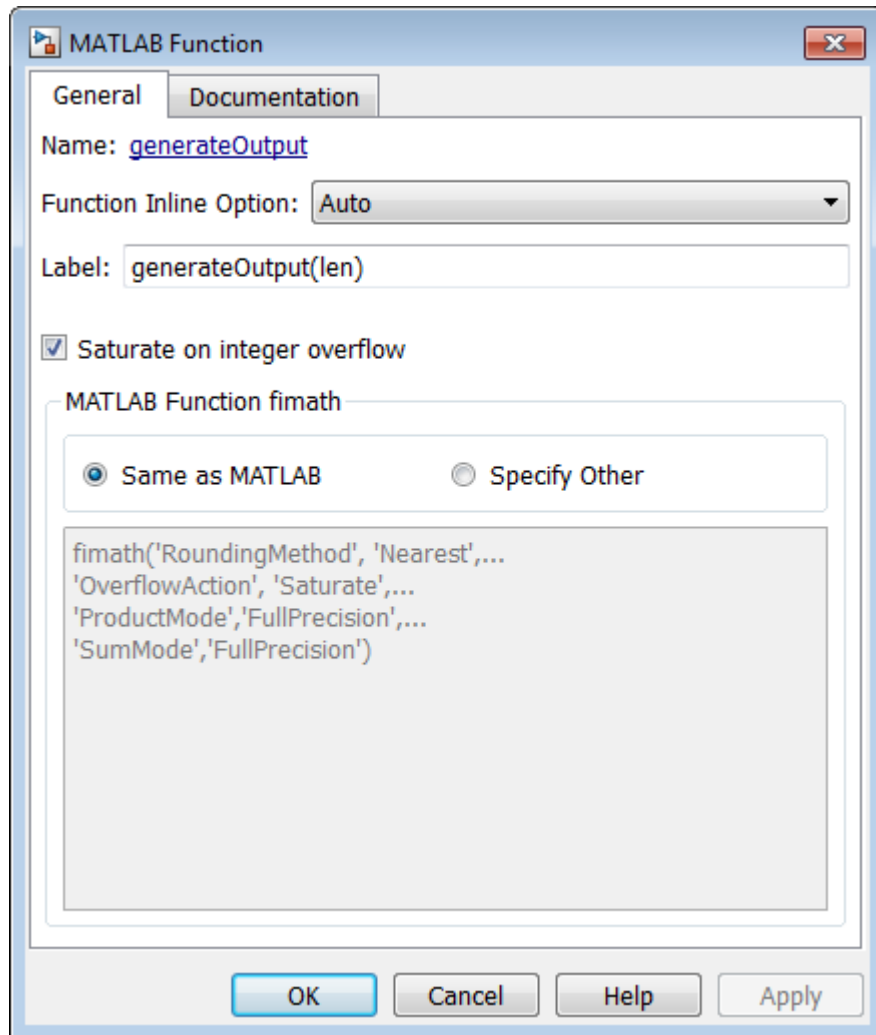 MATLAB Function
General Documentation
Name: generateOutput
Function Inline Option: Auto
Label: generateOutput(len)
Saturate on integer overflow
MATLAB Function fimath
Same as MATLAB Specify Other
fimath('RoundingMethod', 'Nearest',...
'OverflowAction', 'Saturate',...
'ProductMode','FullPrecision',...
'SumMode','FullPrecision')
OK Cancel Help Apply